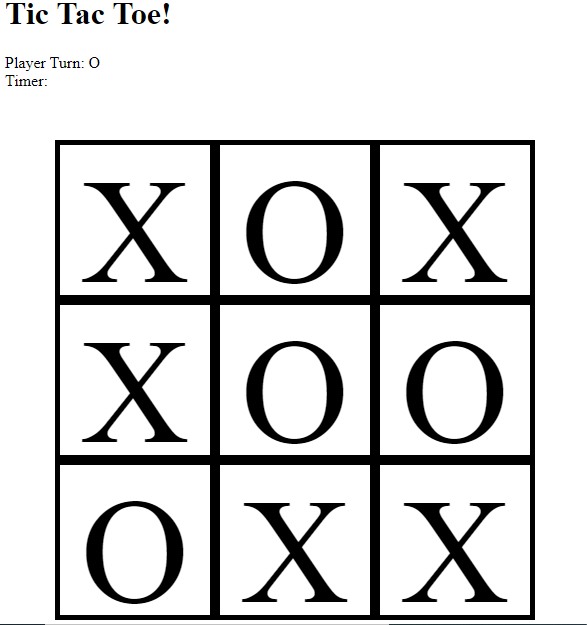 Tic Tac Toe!
Player Turn: O
Timer:
X O X
X O O
O X X